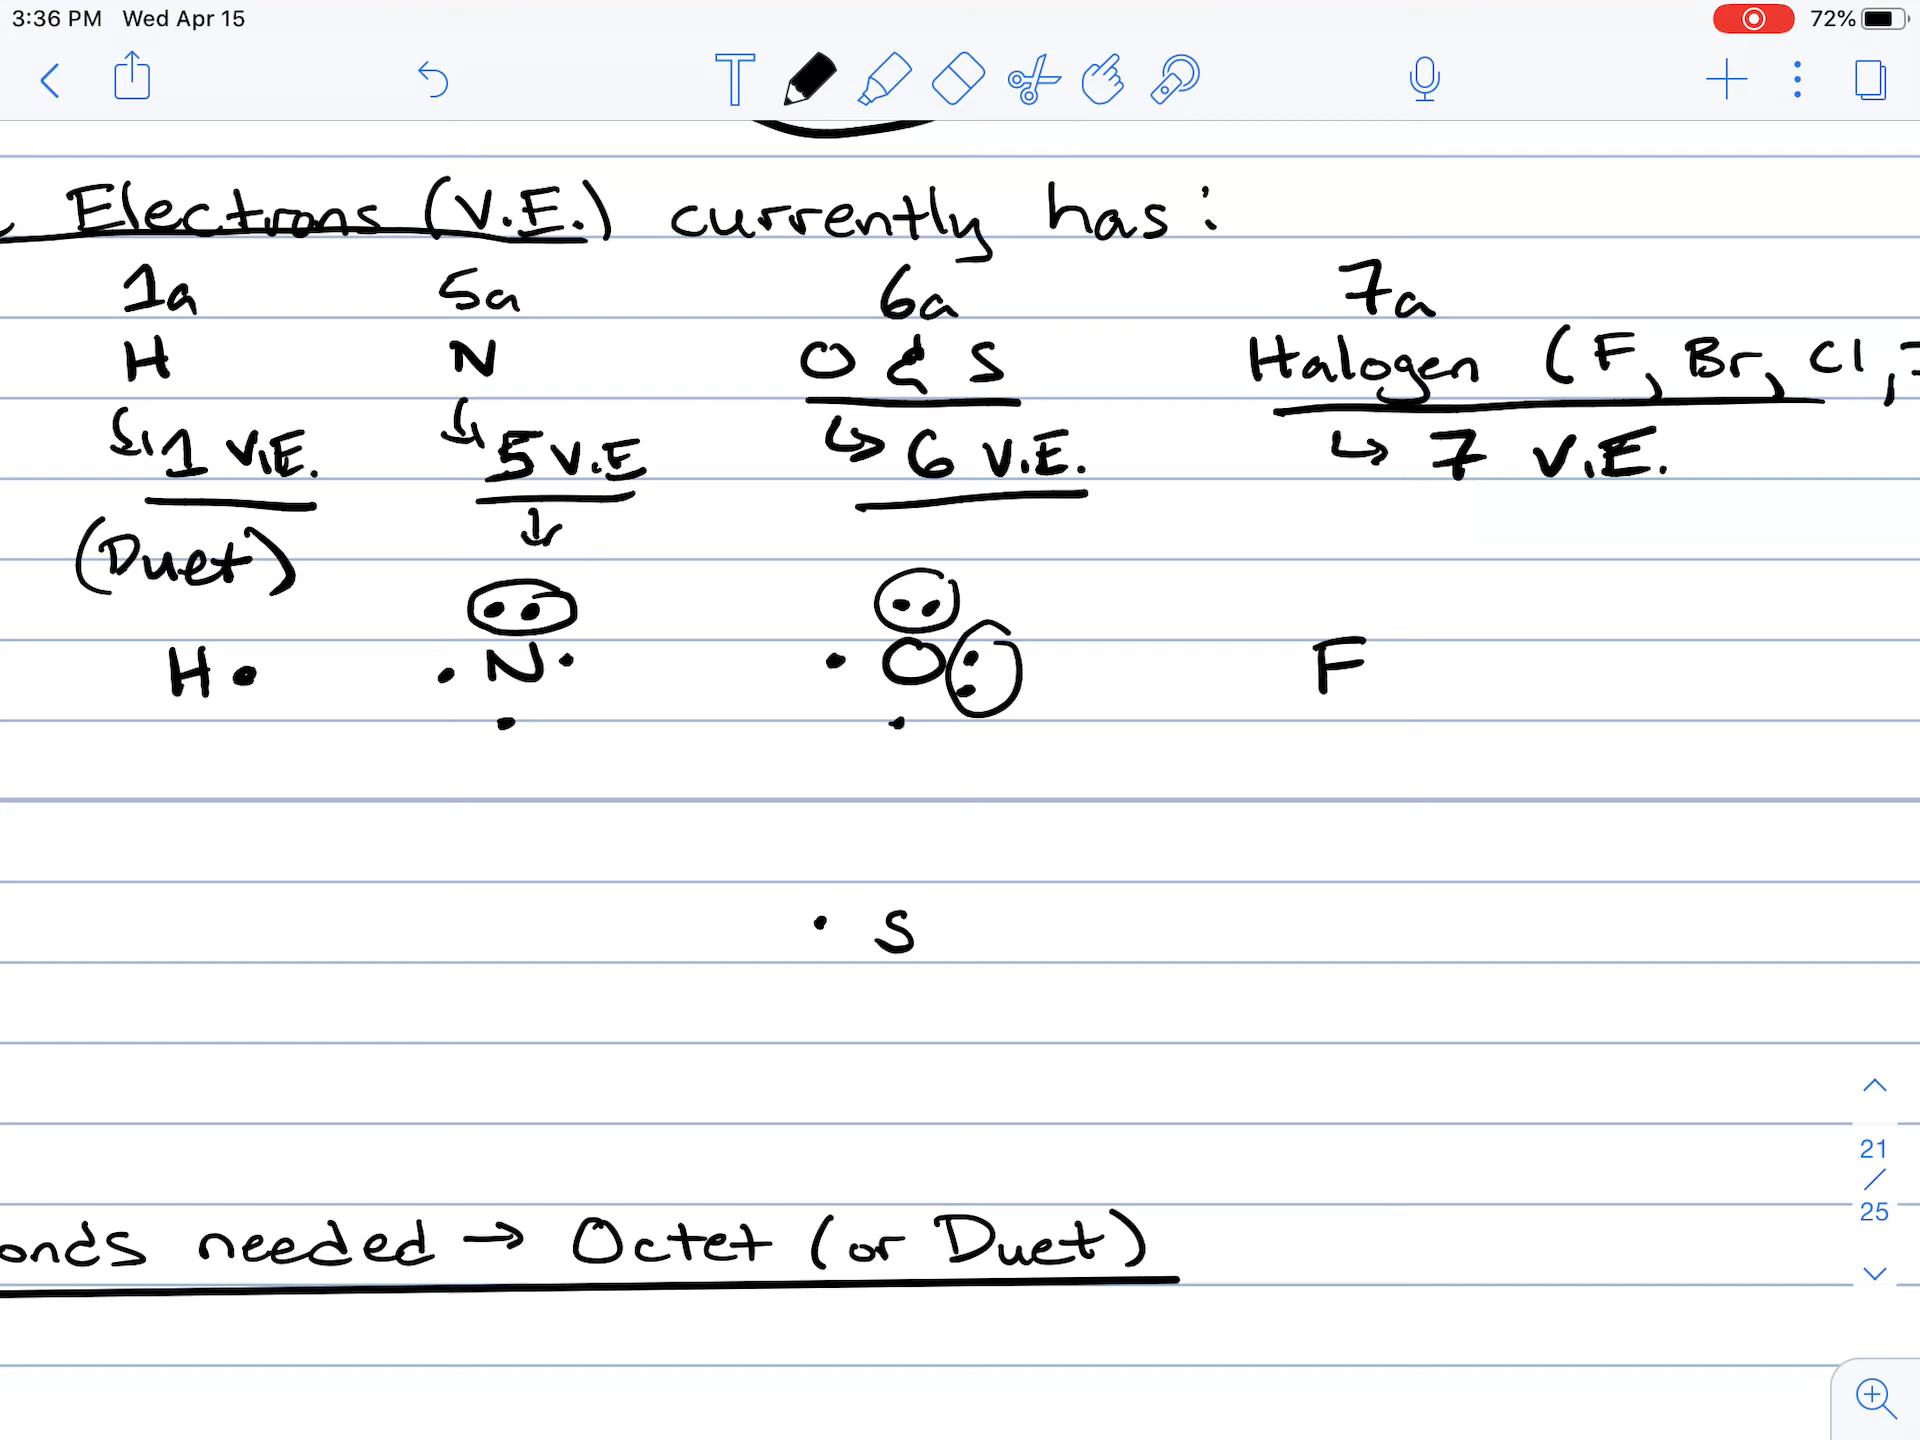 3:36 PM Wed Apr 15 72%
T
Electrons (V.E.) currently has:
1a 5a 6a 7a
H N O & S Halogen (F, Br, Cl,
↳ 1 V.E. ↳ 5 V.E ↳ 6 V.E. ↳ 7 V.E.
(Duet)
H • • N • • O F
• S
21
/
25
onds needed → Octet (or Duet)